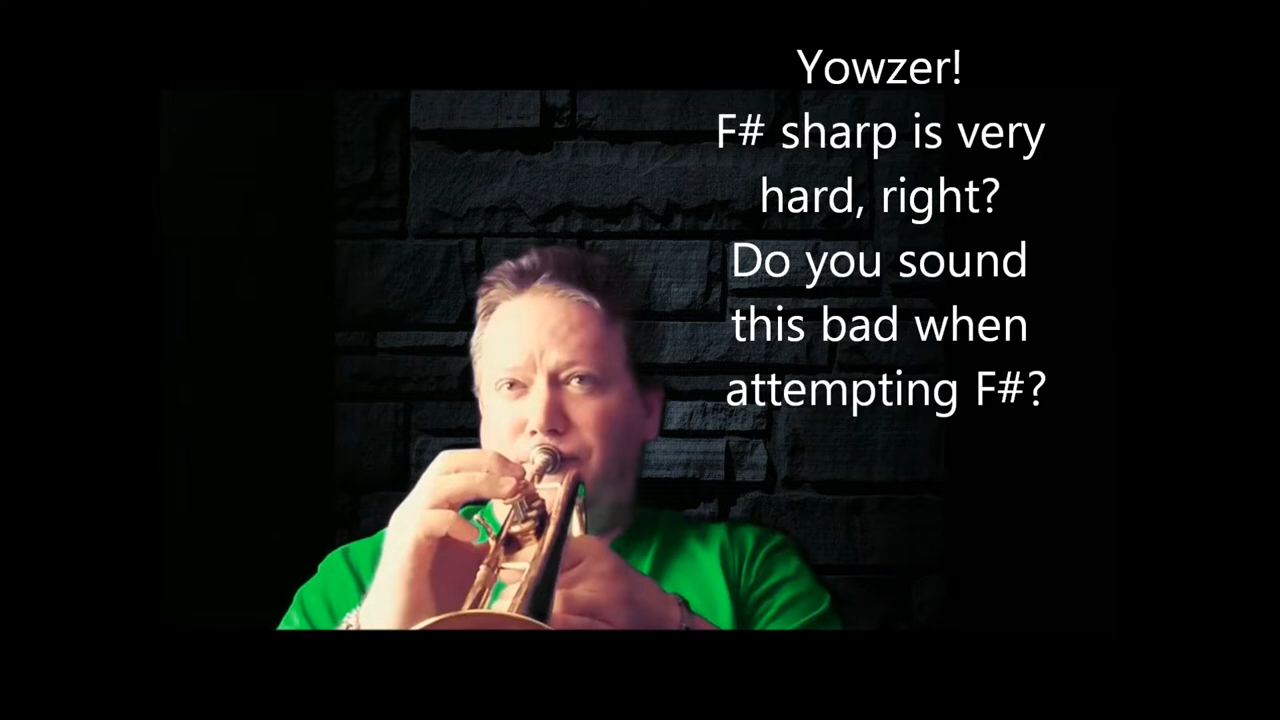 Yowzer!
F# sharp is very
hard, right?
Do you sound
this bad when
attempting F#?